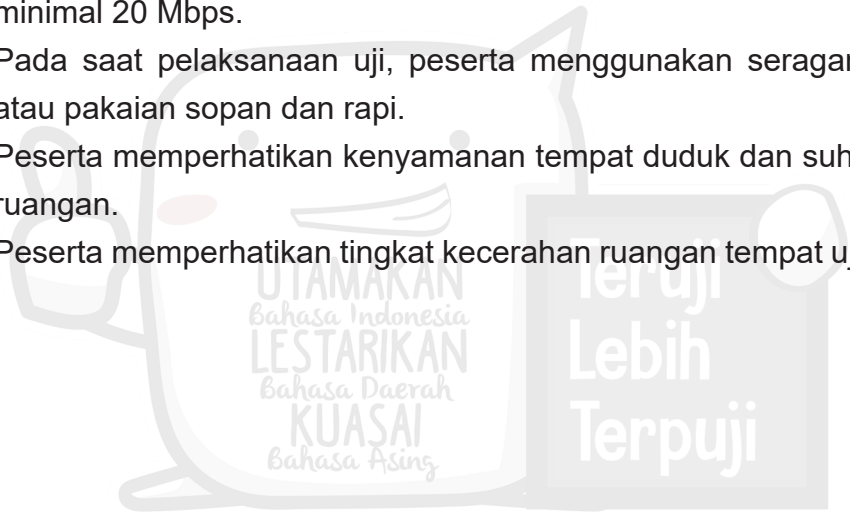 minimal 20 Mbps.
Pada saat pelaksanaan uji, peserta menggunakan
atau pakaian sopan dan rapi.
Peserta memperhatikan kenyamanan tempat duduk dan
ruangan.
Peserta memperhatikan tingkat kecerahan ruangan tempat
UTAMAKAN
Bahasa Indonesia
LESTARIKAN
Bahasa Daerah
KUASAI
Bahasa Asing
Teruji
Lebih
Terpuji